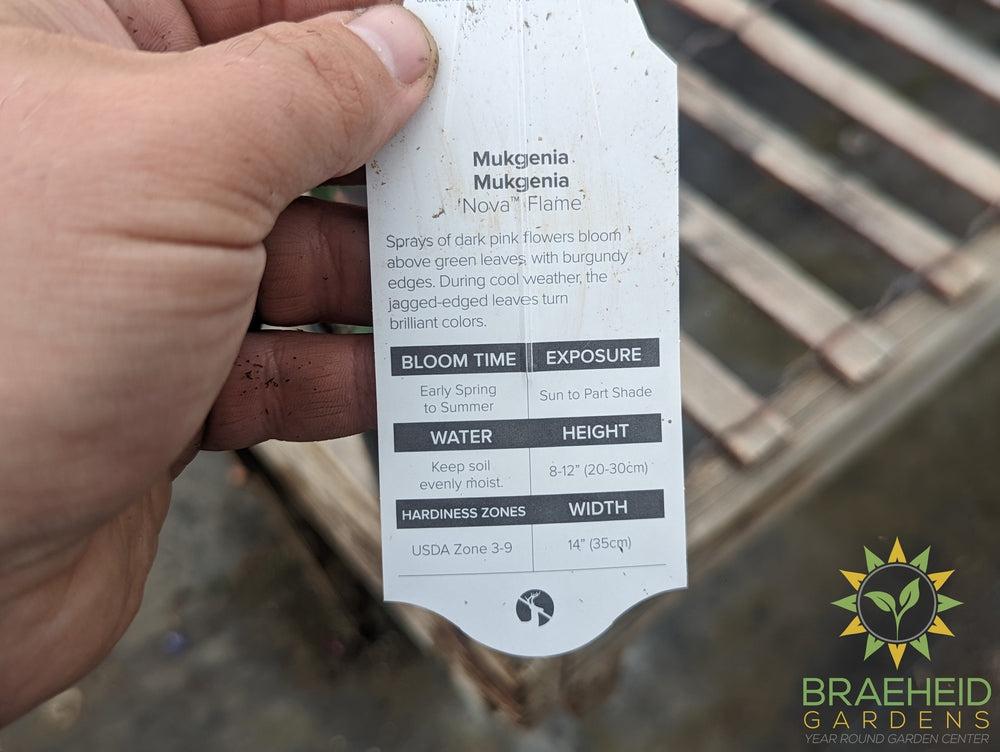 Mukgenia
Mukgenia
'Nova™ Flame'
Sprays of dark pink flowers bloom
above green leaves with burgundy
edges. During cool weather, the
jagged-edged leaves turn
brilliant colors.
BLOOM TIME
Early Spring
to Summer
EXPOSURE
Sun to Part Shade
WATER
Keep soil
evenly moist.
HEIGHT
8-12" (20-30cm)
HARDINESS ZONES
USDA Zone 3-9
WIDTH
14" (35cm)
BRAEHEID
GARDENS
YEAR ROUND GARDEN CENTER